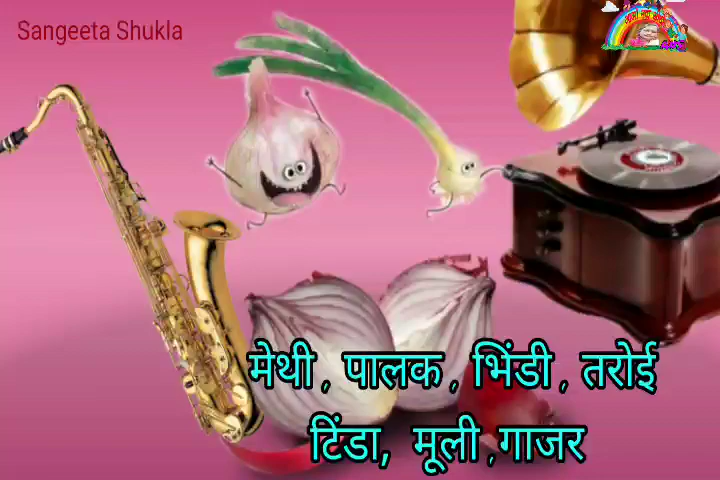 Sangeeta Shukla
मेथी, पालक, भिंडी, तरोई
टिंडा, मूली,गाजर